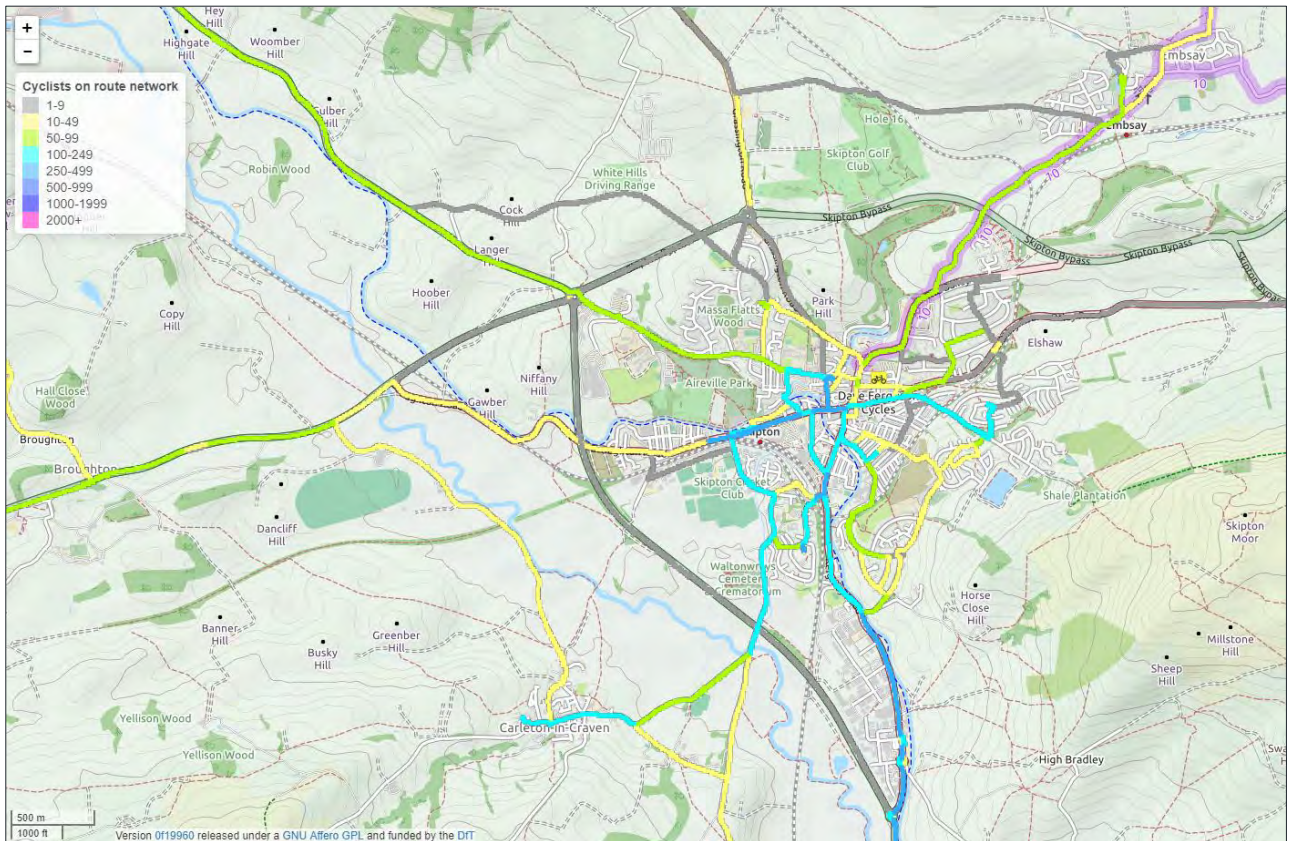 Hey
Hill
Highgate
Hill
Woomber
Hill
+
−
Cyclists on route network
1-9
10-49
50-99
100-249
250-499
500-999
1000-1999
2000+
Gulber
Hill
Embsay
10
Embsay
Hole 16
Skipton Golf
Club
Robin Wood
White Hills
Driving Range
10
Cock
Hill
Skipton Bypass
Skipton Bypass
Skipton Bypass
10
Langer
Hill
Hoober
Hill
Copy
Hill
Massa Flatts
Wood
Park
Hill
10
Elshaw
Hall Close
Wood
Niffany
Hill
Aireville Park
Gawber
Hill
Cycles
Broughton
Broughton
Skipton Cricket
Club
Shale Plantation
Dancliff
Hill
Skipton
Moor
Waltonwrays
Cemetery
Crematorium
Horse
Close
Hill
Banner
Hill
Busky
Hill
Greenber
Hill
Millstone
Hill
Sheep
Hill
Yellison Wood
Carleton-in-Craven
Yellison Wood
High Bradley
500 m
1000 ft
Version 0f19960 released under a GNU Affero GPL and funded by the DfT